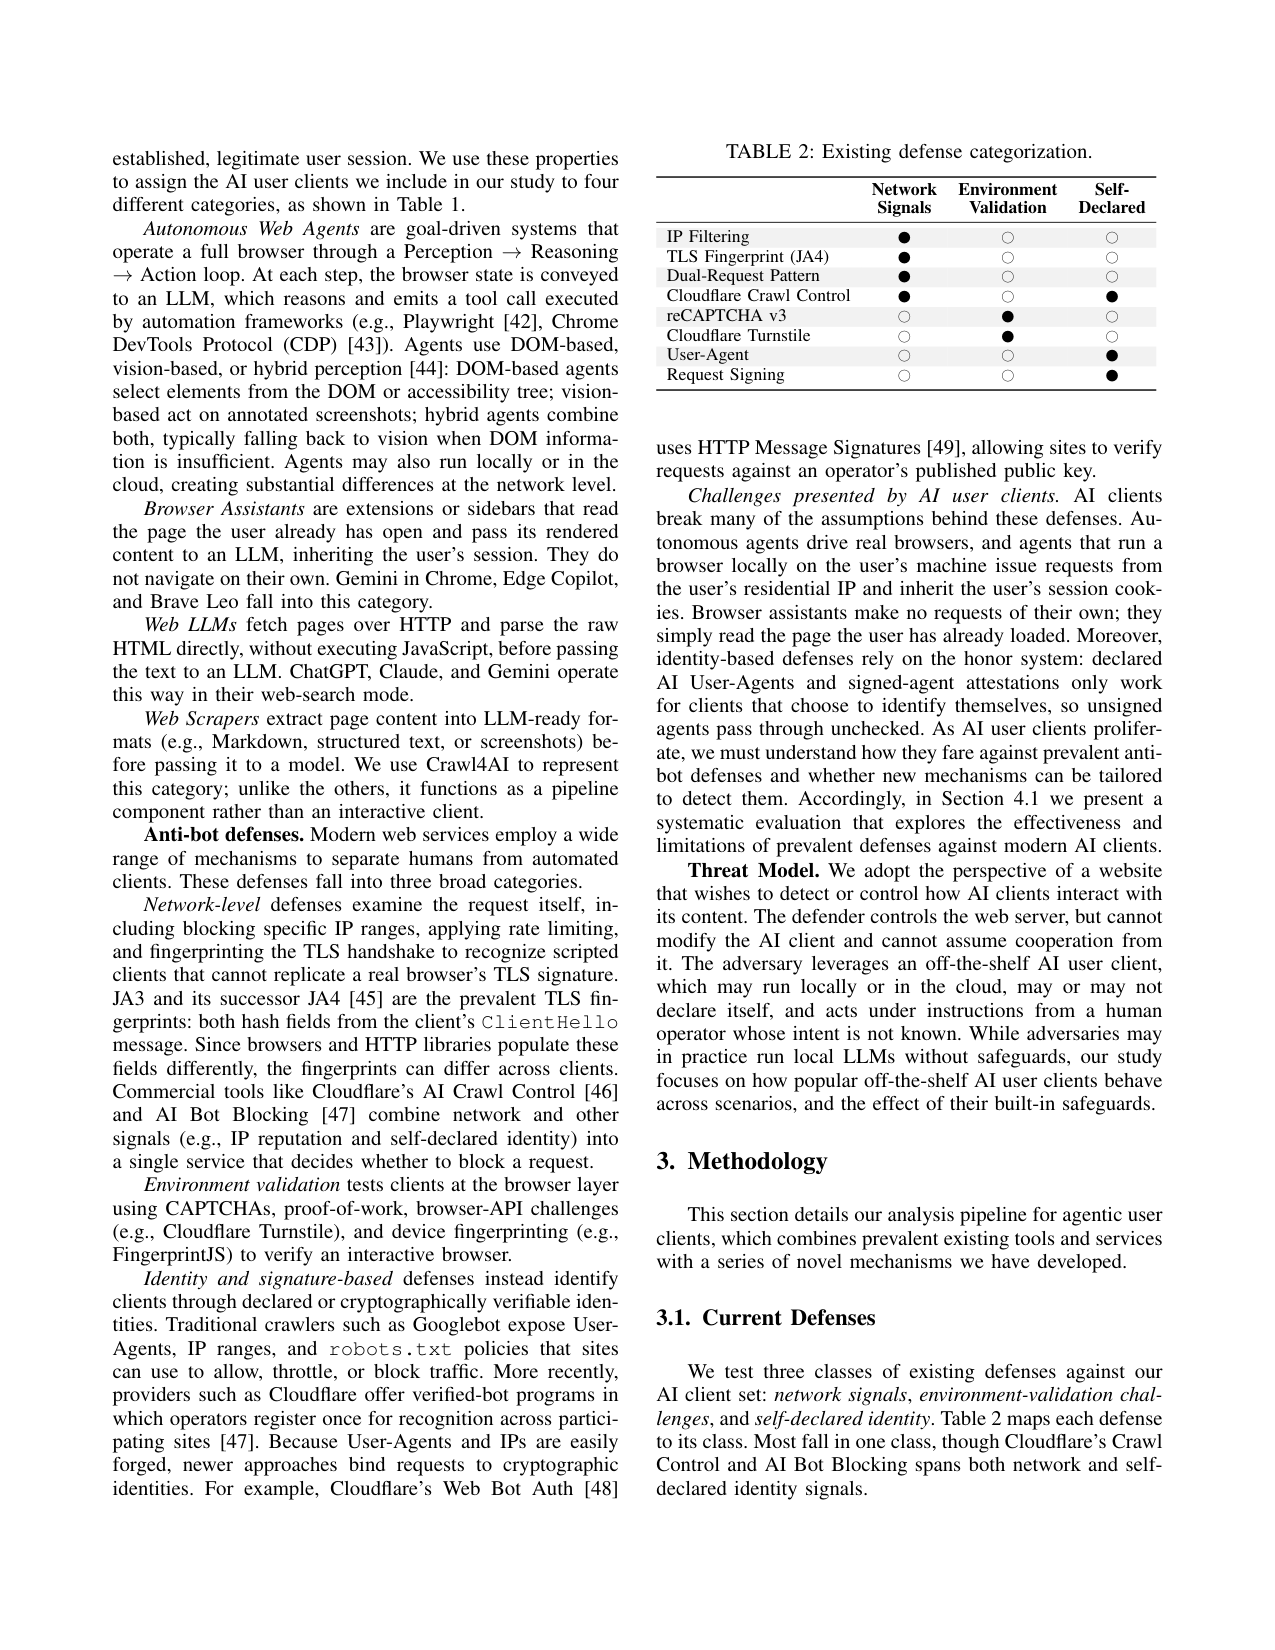 established, legitimate user session. We use these properties
to assign the AI user clients we include in our study to four
different categories, as shown in Table 1.
Autonomous Web Agents are goal-driven systems that
operate a full browser through a Perception → Reasoning
→ Action loop. At each step, the browser state is conveyed
to an LLM, which reasons and emits a tool call executed
by automation frameworks (e.g., Playwright [42], Chrome
DevTools Protocol (CDP) [43]). Agents use DOM-based,
vision-based, or hybrid perception [44]: DOM-based agents
select elements from the DOM or accessibility tree; vision-
based act on annotated screenshots; hybrid agents combine
both, typically falling back to vision when DOM informa-
tion is insufficient. Agents may also run locally or in the
cloud, creating substantial differences at the network level.
Browser Assistants are extensions or sidebars that read
the page the user already has open and pass its rendered
content to an LLM, inheriting the user's session. They do
not navigate on their own. Gemini in Chrome, Edge Copilot,
and Brave Leo fall into this category.
Web LLMs fetch pages over HTTP and parse the raw
HTML directly, without executing JavaScript, before passing
the text to an LLM. ChatGPT, Claude, and Gemini operate
this way in their web-search mode.
Web Scrapers extract page content into LLM-ready for-
mats (e.g., Markdown, structured text, or screenshots) be-
fore passing it to a model. We use Crawl4AI to represent
this category; unlike the others, it functions as a pipeline
component rather than an interactive client.
Anti-bot defenses. Modern web services employ a wide
range of mechanisms to separate humans from automated
clients. These defenses fall into three broad categories.
Network-level defenses examine the request itself, in-
cluding blocking specific IP ranges, applying rate limiting,
and fingerprinting the TLS handshake to recognize scripted
clients that cannot replicate a real browser's TLS signature.
JA3 and its successor JA4 [45] are the prevalent TLS fin-
gerprints: both hash fields from the client's ClientHello
message. Since browsers and HTTP libraries populate these
fields differently, the fingerprints can differ across clients.
Commercial tools like Cloudflare's AI Crawl Control [46]
and AI Bot Blocking [47] combine network and other
signals (e.g., IP reputation and self-declared identity) into
a single service that decides whether to block a request.
Environment validation tests clients at the browser layer
using CAPTCHAs, proof-of-work, browser-API challenges
(e.g., Cloudflare Turnstile), and device fingerprinting (e.g.,
FingerprintJS) to verify an interactive browser.
Identity and signature-based defenses instead identify
clients through declared or cryptographically verifiable iden-
tities. Traditional crawlers such as Googlebot expose User-
Agents, IP ranges, and robots.txt policies that sites
can use to allow, throttle, or block traffic. More recently,
providers such as Cloudflare offer verified-bot programs in
which operators register once for recognition across partici-
pating sites [47]. Because User-Agents and IPs are easily
forged, newer approaches bind requests to cryptographic
identities. For example, Cloudflare's Web Bot Auth [48]
TABLE 2: Existing defense categorization.
Network Signals Environment Validation Self-Declared
IP Filtering ● ○ ○
TLS Fingerprint (JA4) ● ○ ○
Dual-Request Pattern ● ○ ○
Cloudflare Crawl Control ● ○ ●
reCAPTCHA v3 ○ ● ○
Cloudflare Turnstile ○ ● ○
User-Agent ○ ○ ●
Request Signing ○ ○ ●
uses HTTP Message Signatures [49], allowing sites to verify
requests against an operator's published public key.
Challenges presented by AI user clients. AI clients
break many of the assumptions behind these defenses. Au-
tonomous agents drive real browsers, and agents that run a
browser locally on the user's machine issue requests from
the user's residential IP and inherit the user's session cook-
ies. Browser assistants make no requests of their own; they
simply read the page the user has already loaded. Moreover,
identity-based defenses rely on the honor system: declared
AI User-Agents and signed-agent attestations only work
for clients that choose to identify themselves, so unsigned
agents pass through unchecked. As AI user clients prolifer-
ate, we must understand how they fare against prevalent anti-
bot defenses and whether new mechanisms can be tailored
to detect them. Accordingly, in Section 4.1 we present a
systematic evaluation that explores the effectiveness and
limitations of prevalent defenses against modern AI clients.
Threat Model. We adopt the perspective of a website
that wishes to detect or control how AI clients interact with
its content. The defender controls the web server, but cannot
modify the AI client and cannot assume cooperation from
it. The adversary leverages an off-the-shelf AI user client,
which may run locally or in the cloud, may or may not
declare itself, and acts under instructions from a human
operator whose intent is not known. While adversaries may
in practice run local LLMs without safeguards, our study
focuses on how popular off-the-shelf AI user clients behave
across scenarios, and the effect of their built-in safeguards.
3. Methodology
This section details our analysis pipeline for agentic user
clients, which combines prevalent existing tools and services
with a series of novel mechanisms we have developed.
3.1. Current Defenses
We test three classes of existing defenses against our
AI client set: network signals, environment-validation chal-
lenges, and self-declared identity. Table 2 maps each defense
to its class. Most fall in one class, though Cloudflare's Crawl
Control and AI Bot Blocking spans both network and self-
declared identity signals.